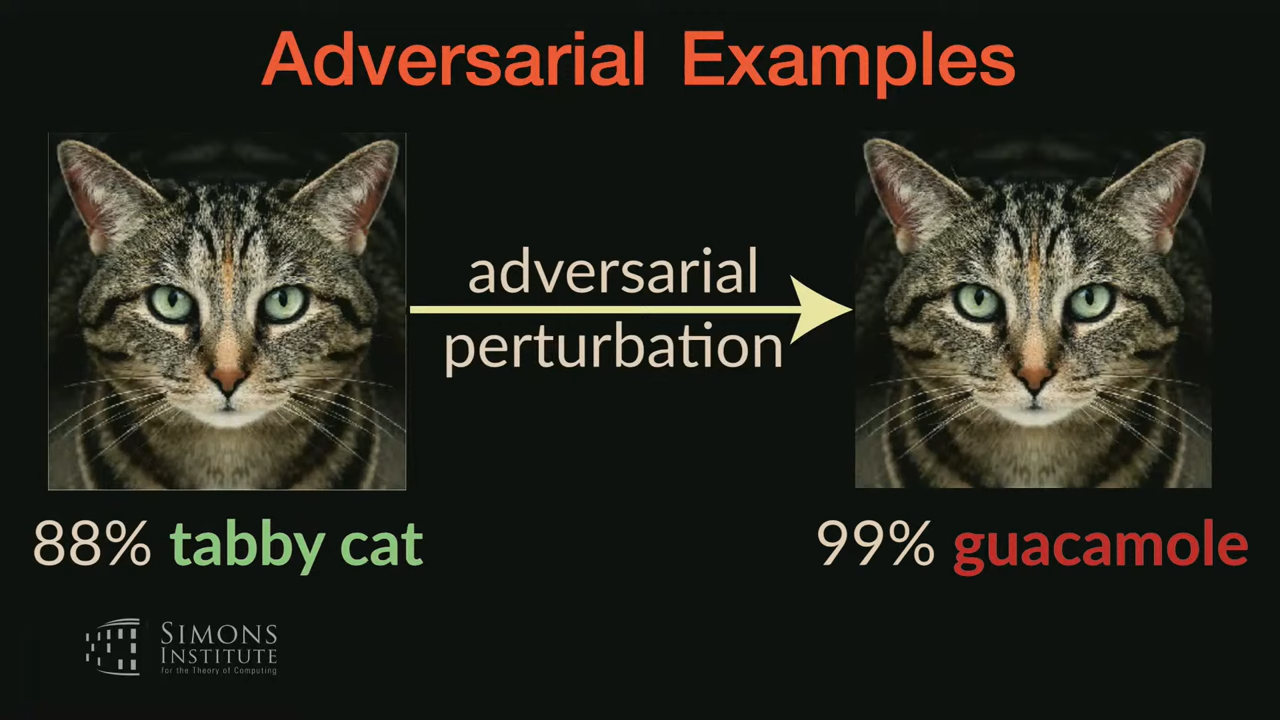 Adversarial Examples
adversarial
perturbation
88% tabby cat
99% guacamole
SIMONS
INSTITUTE
for the Theory of Computing